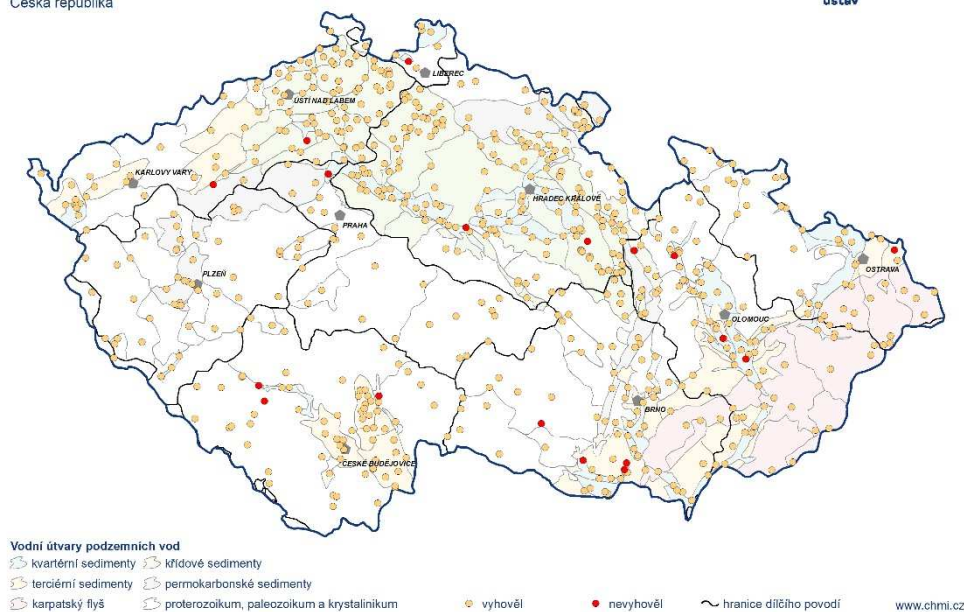 Česká republika
ústav
LIBEREC
ÚSTÍ NAD LABEM
KARLOVY VARY
HRADEC KRÁLOVÉ
PRAHA
PLZEŇ
OSTRAVA
OLOMOUC
BRNO
ČESKÉ BUDĚJOVICE
Vodní útvary podzemních vod
kvartérní sedimenty křídové sedimenty
terciérní sedimenty permokarbonské sedimenty
karpatský flyš proterozoikum, paleozoikum a krystalinikum vyhověl nevyhověl hranice dílčího povodí www.chmi.cz